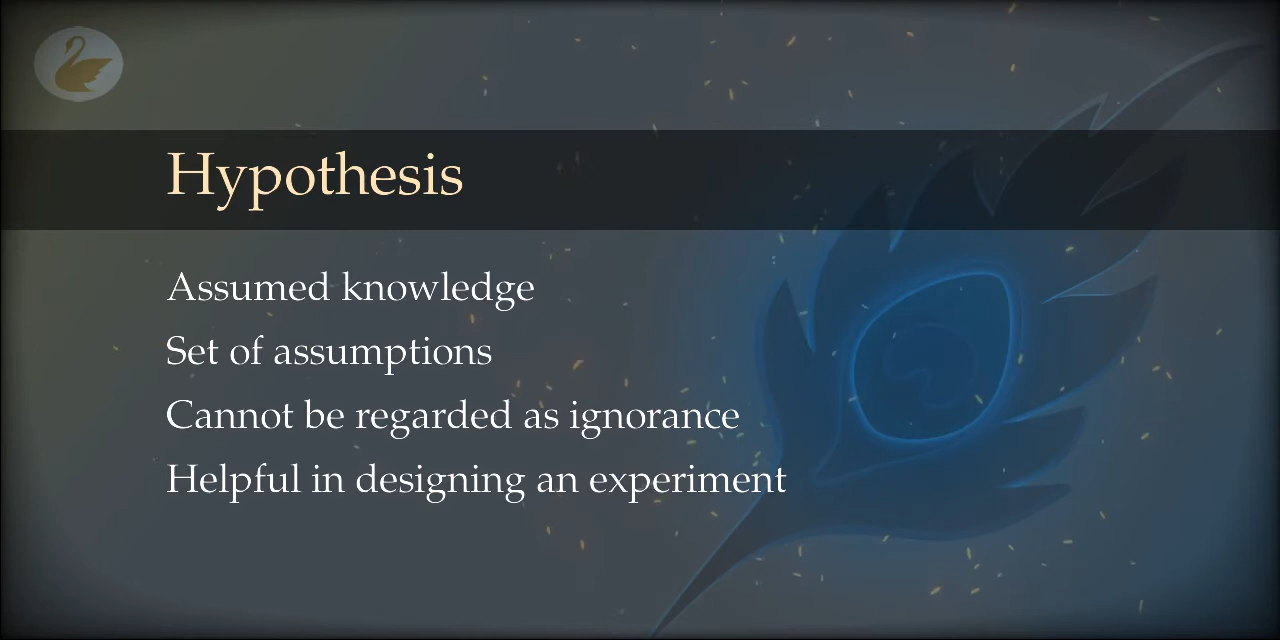 Hypothesis
Assumed knowledge
Set of assumptions
Cannot be regarded as ignorance
Helpful in designing an experiment